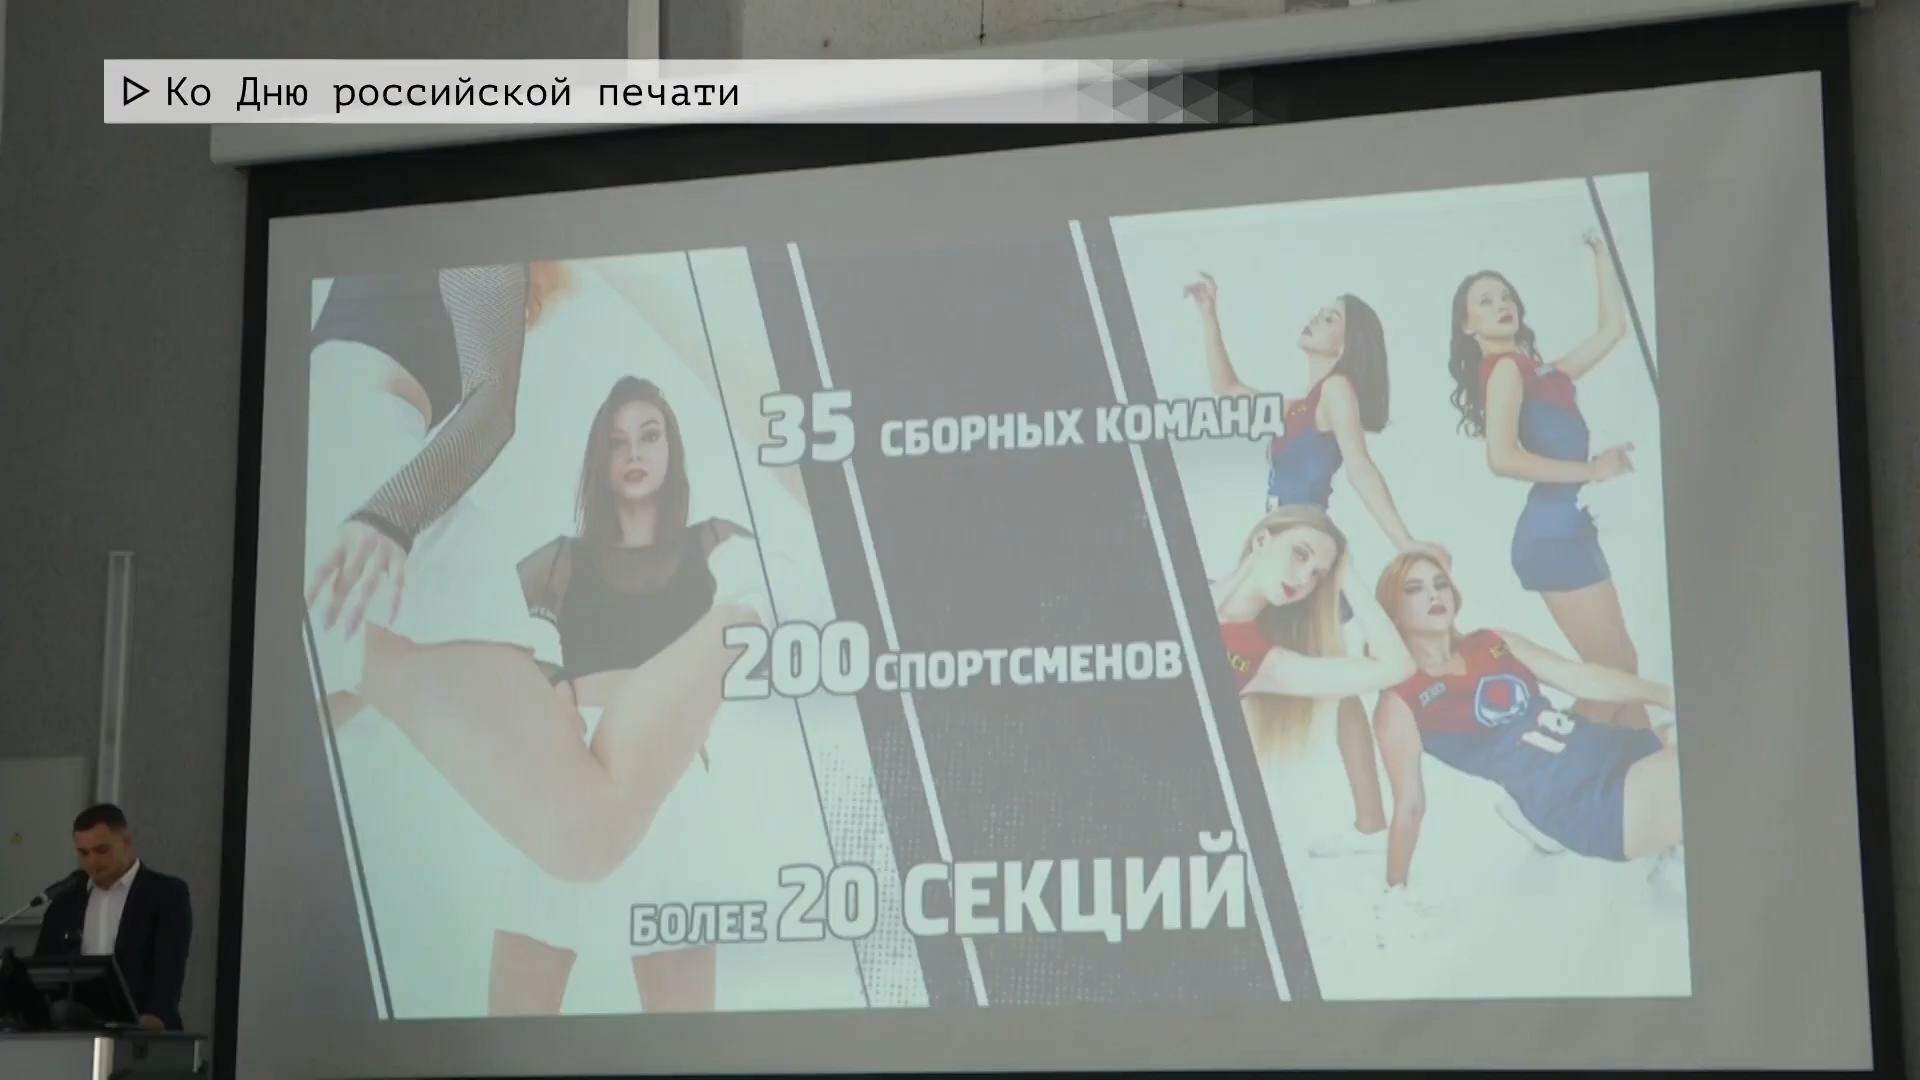 Ко Дню российской печати
35 СБОРНЫХ КОМАНД
200 СПОРТСМЕНОВ
БОЛЕЕ 20 СЕКЦИЙ